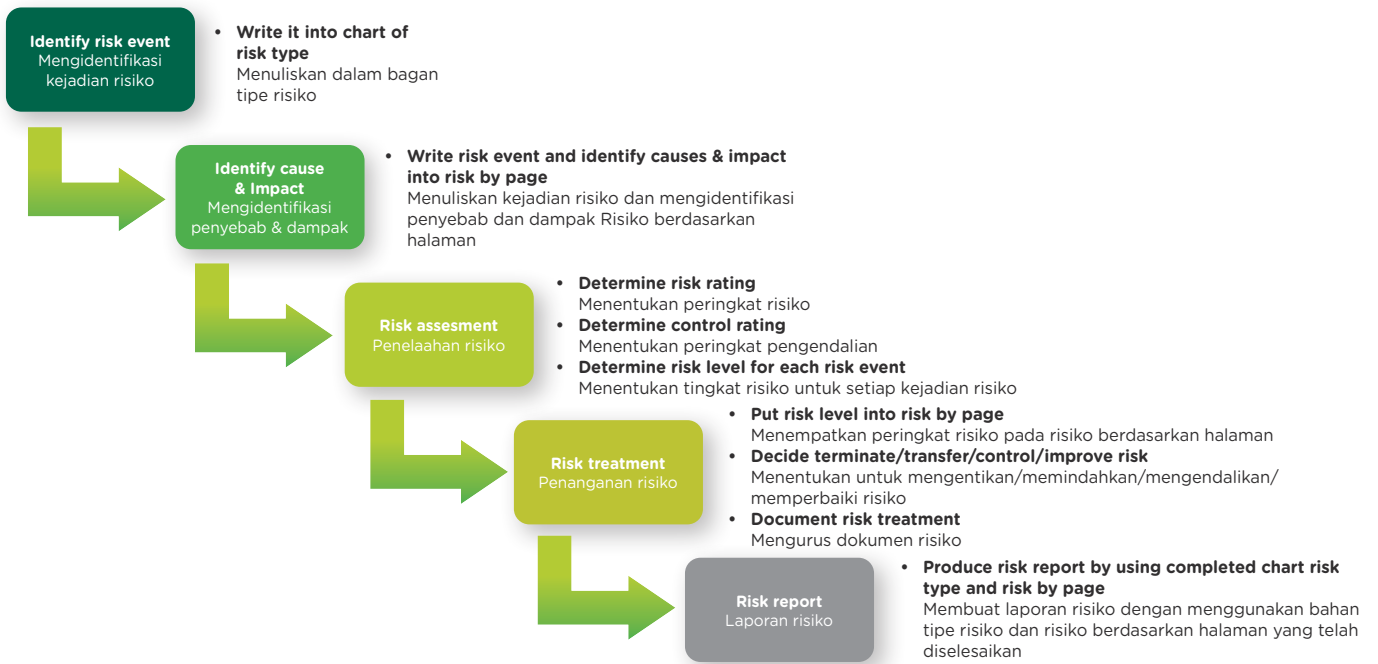 Identify risk event
Mengidentifikasi
kejadian risiko
• Write it into chart of
risk type
Menuliskan dalam bagan
tipe risiko
Identify cause
& Impact
Mengidentifikasi
penyebab & dampak
• Write risk event and identify causes & impact
into risk by page
Menuliskan kejadian risiko dan mengidentifikasi
penyebab dan dampak Risiko berdasarkan
halaman
Risk assesment
Penelaahan risiko
• Determine risk rating
Menentukan peringkat risiko
• Determine control rating
Menentukan peringkat pengendalian
• Determine risk level for each risk event
Menentukan tingkat risiko untuk setiap kejadian risiko
Risk treatment
Penanganan risiko
• Put risk level into risk by page
Menempatkan peringkat risiko pada risiko berdasarkan halaman
• Decide terminate/transfer/control/improve risk
Menentukan untuk mengentikan/memindahkan/mengendalikan/
memperbaiki risiko
• Document risk treatment
Mengurus dokumen risiko
Risk report
Laporan risiko
• Produce risk report by using completed chart risk
type and risk by page
Membuat laporan risiko dengan menggunakan bahan
tipe risiko dan risiko berdasarkan halaman yang telah
diselesaikan